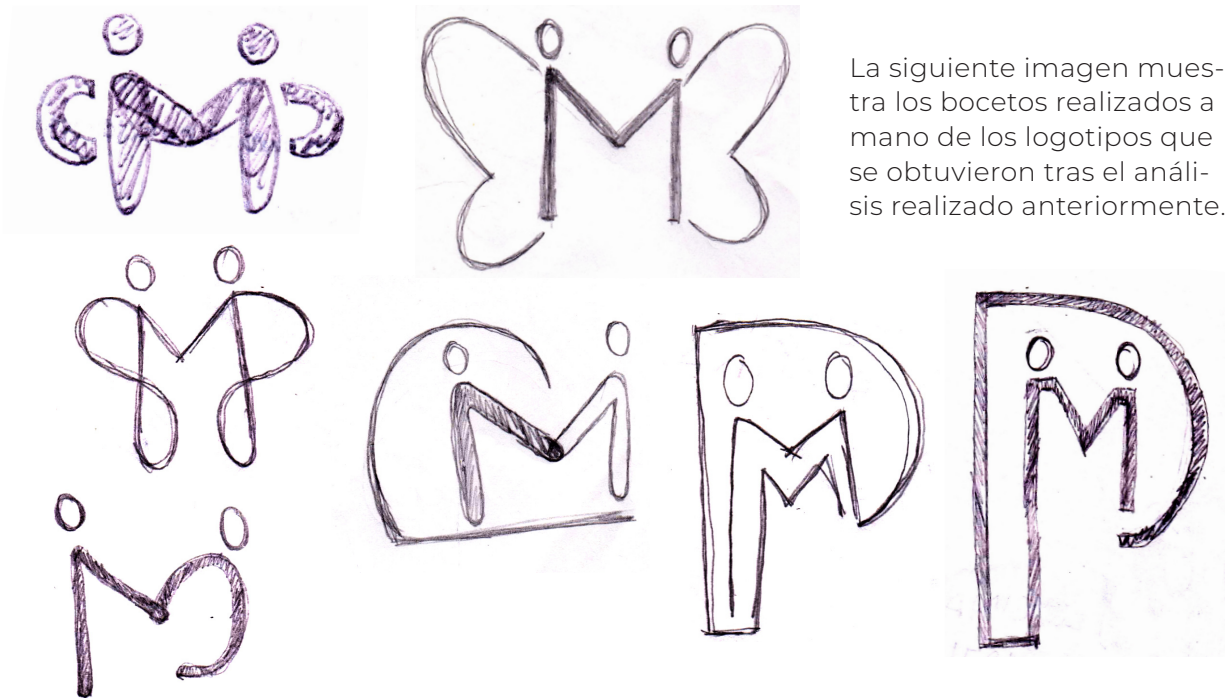 La siguiente imagen mues-
tra los bocetos realizados a
mano de los logotipos que
se obtuvieron tras el análi-
sis realizado anteriormente.